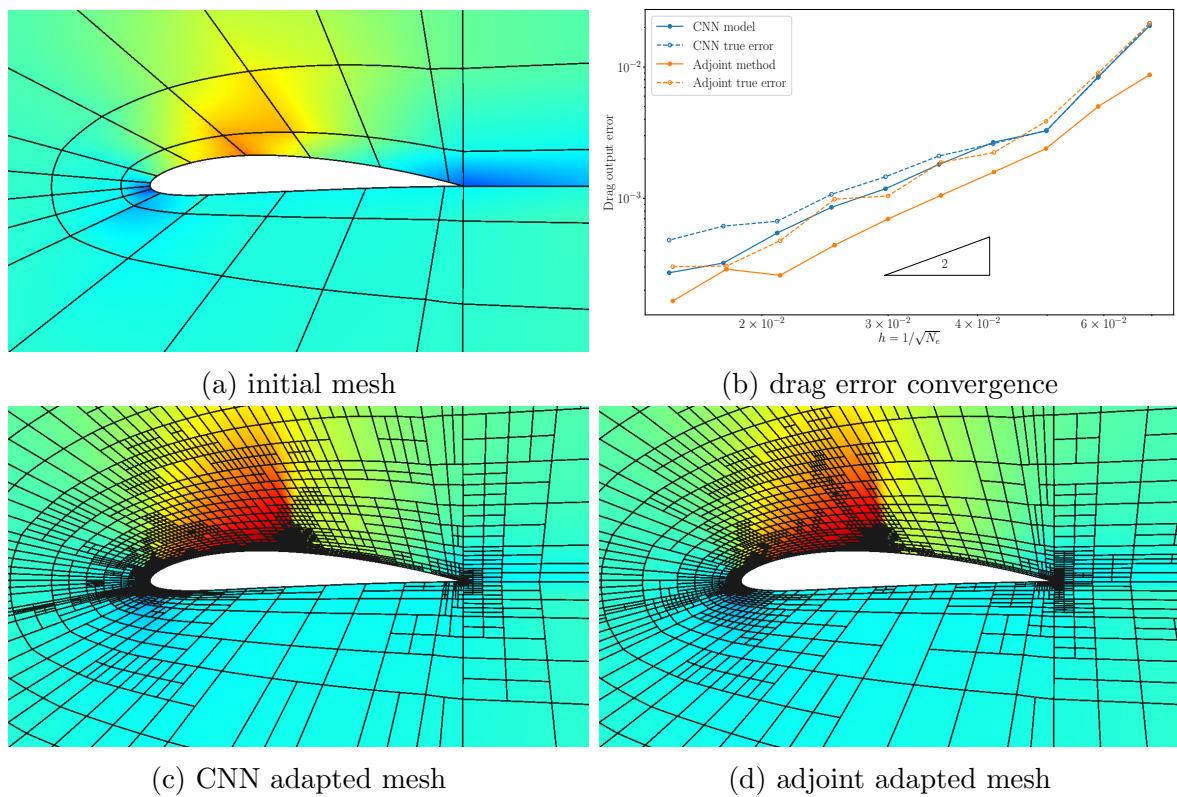 CNN model
CNN true error
Adjoint method
Adjoint true error
10⁻²
10⁻³
Drag output error
2
2 × 10⁻²
3 × 10⁻²
4 × 10⁻²
6 × 10⁻²
h = 1/√Nₑ
(a) initial mesh
(b) drag error convergence
(c) CNN adapted mesh
(d) adjoint adapted mesh